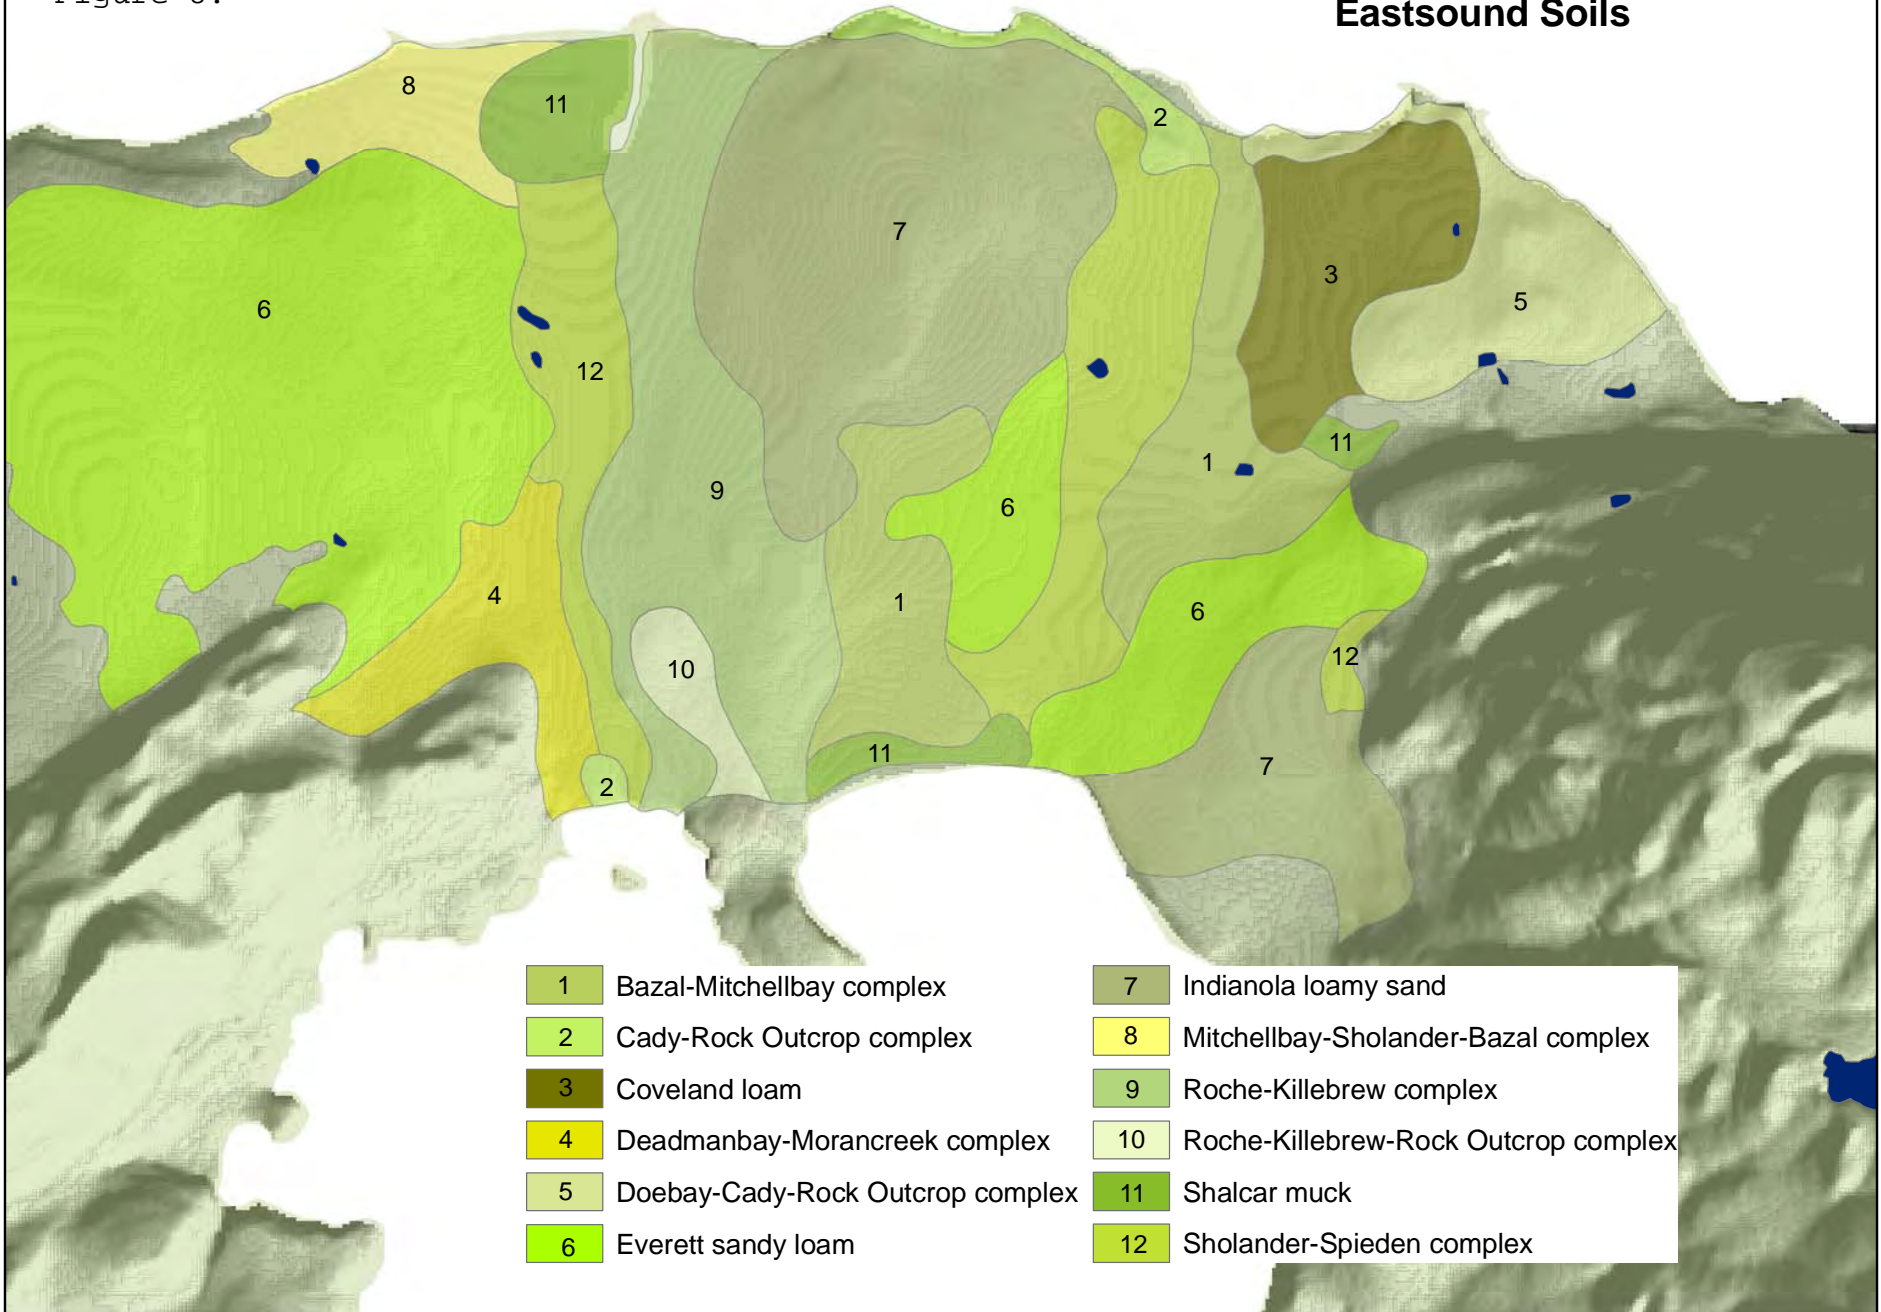 Figure 6.
Eastsound Soils
8
11
2
7
3
6
5
12
11
1
9
6
4
1
6
12
10
11
7
2
1 Bazal-Mitchellbay complex
2 Cady-Rock Outcrop complex
3 Coveland loam
4 Deadmanbay-Morancreek complex
5 Doebay-Cady-Rock Outcrop complex
6 Everett sandy loam
7 Indianola loamy sand
8 Mitchellbay-Sholander-Bazal complex
9 Roche-Killebrew complex
10 Roche-Killebrew-Rock Outcrop complex
11 Shalcar muck
12 Sholander-Spieden complex